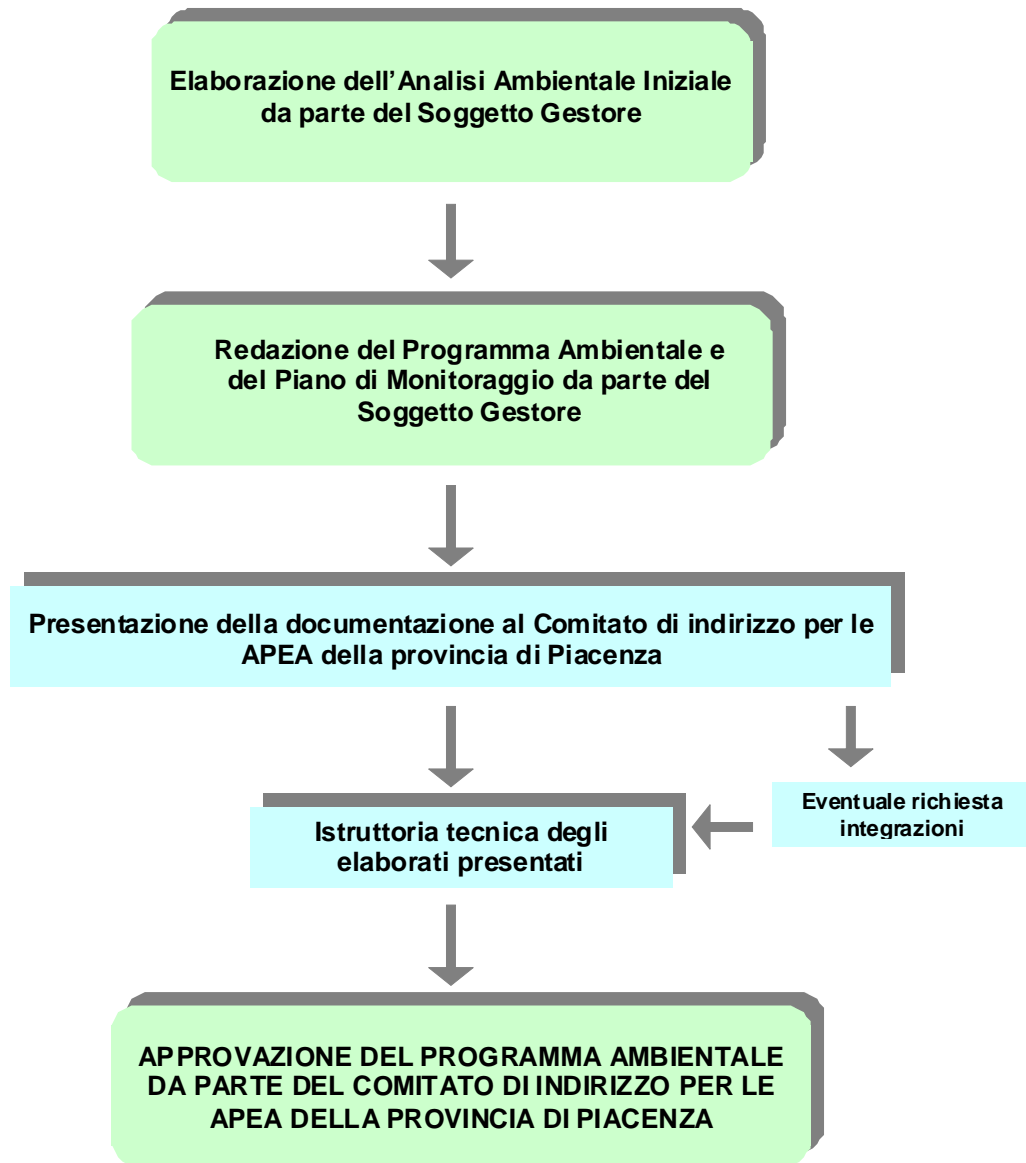 Elaborazione dell'Analisi Ambientale Iniziale
da parte del Soggetto Gestore
Redazione del Programma Ambientale e
del Piano di Monitoraggio da parte del
Soggetto Gestore
Presentazione della documentazione al Comitato di indirizzo per le
APEA della provincia di Piacenza
Eventuale richiesta
integrazioni
Istruttoria tecnica degli
elaborati presentati
APPROVAZIONE DEL PROGRAMMA AMBIENTALE
DA PARTE DEL COMITATO DI INDIRIZZO PER LE
APEA DELLA PROVINCIA DI PIACENZA